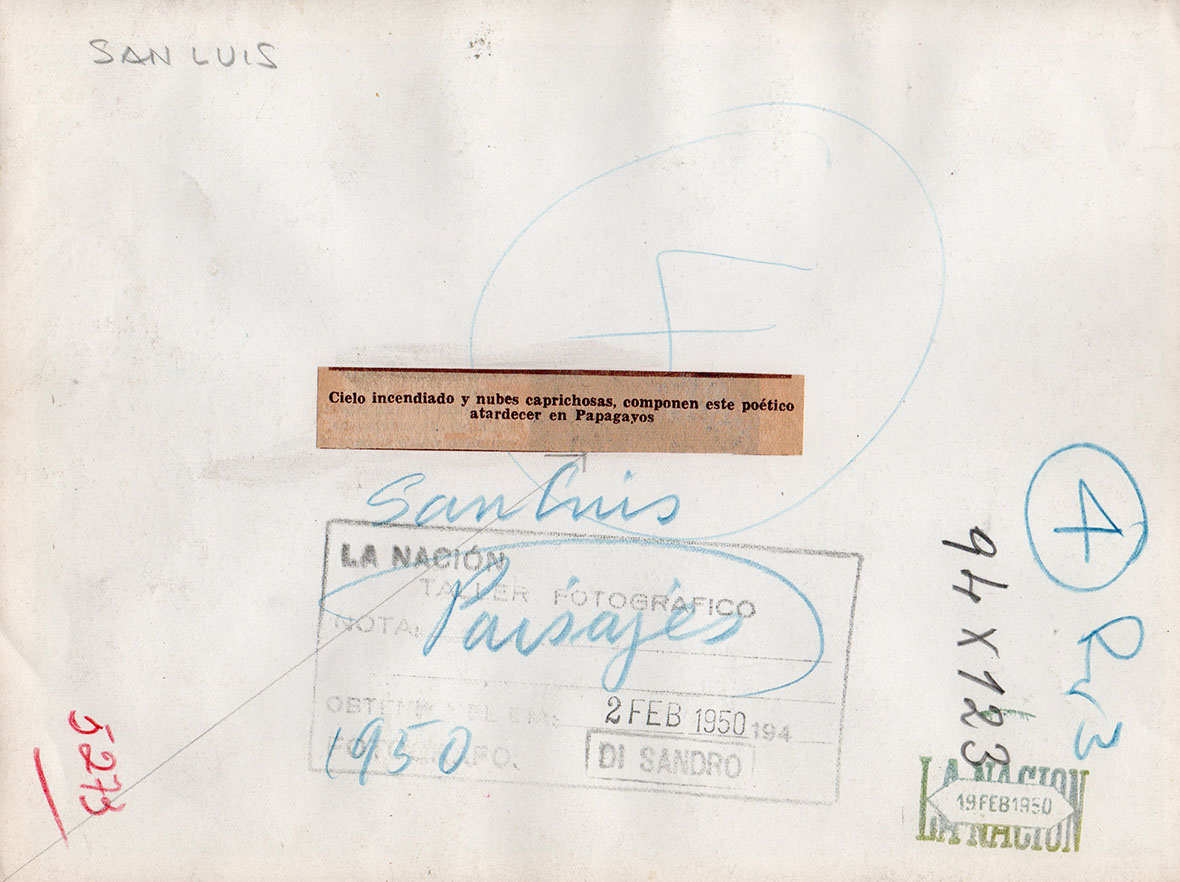 SAN LUIS
F
Cielo incendiado y nubes caprichosas, componen este poético
atardecer en Papagayos
San Luis
LA NACIÓN
TALLER FOTOGRAFICO
NOTA:
Paisajes
2 FEB 1950 194
1950
DI SANDRO
4
94 X 123
5273
LA NACION
19 FEB 1950
LA NACION